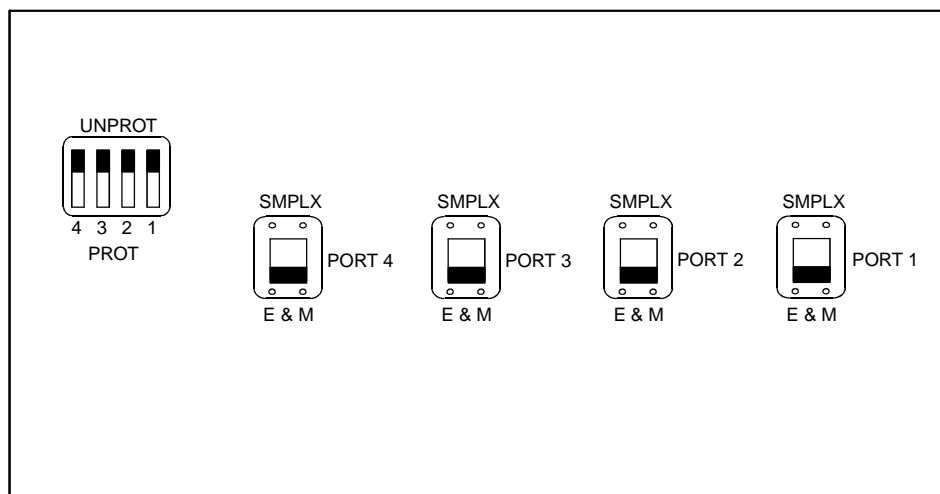 UNPROT
4 3 2 1
PROT
SMPLX
PORT 4
E & M
SMPLX
PORT 3
E & M
SMPLX
PORT 2
E & M
SMPLX
PORT 1
E & M